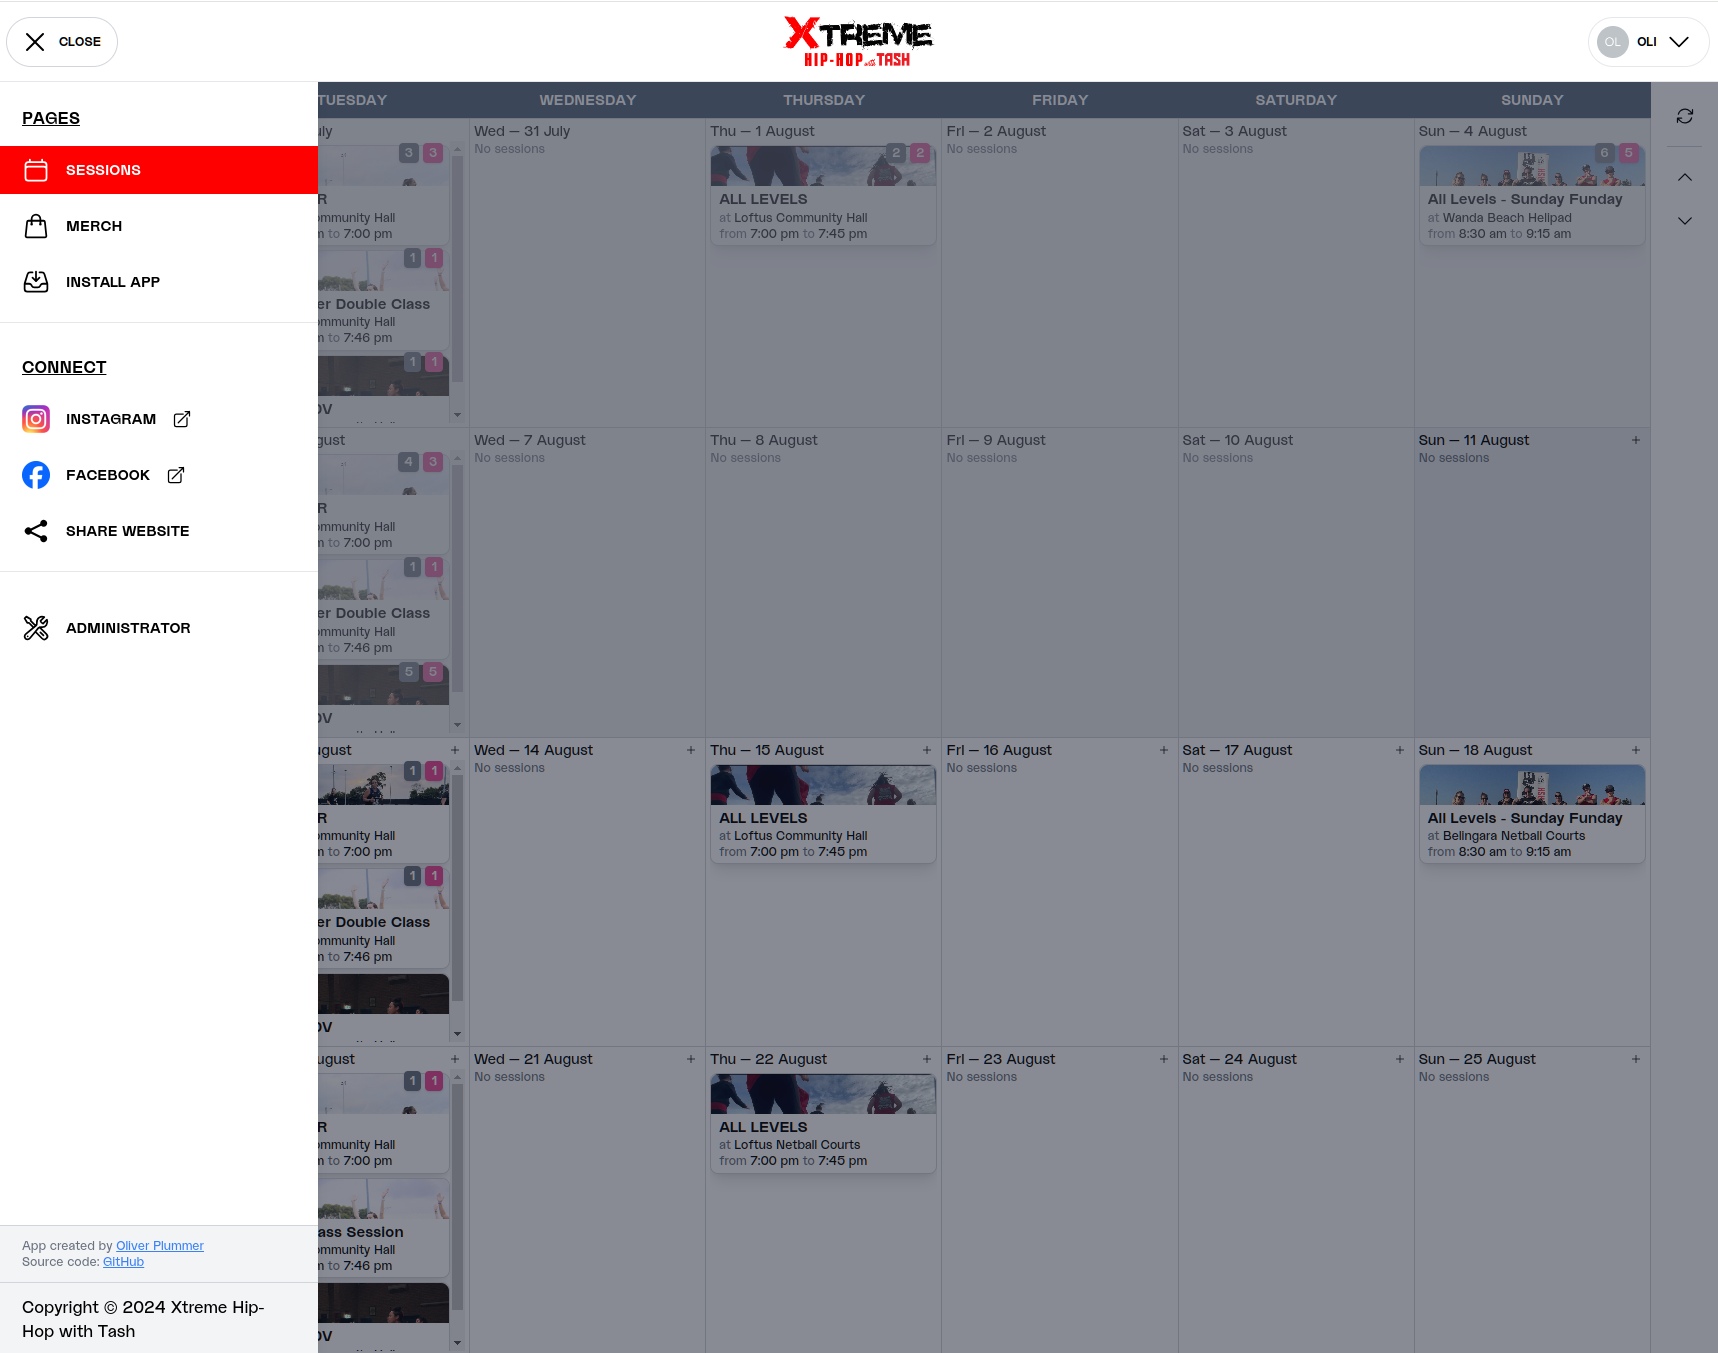 CLOSE
XTREME
HIP-HOP with TASH
OL
OLI
PAGES
SESSIONS
MERCH
INSTALL APP
CONNECT
INSTAGRAM
FACEBOOK
SHARE WEBSITE
ADMINISTRATOR
App created by Oliver Plummer
Source code: GitHub
Copyright © 2024 Xtreme Hip-
Hop with Tash
TUESDAY WEDNESDAY THURSDAY FRIDAY SATURDAY SUNDAY
uly
3 3
R
ommunity Hall
m to 7:00 pm
1 1
er Double Class
ommunity Hall
m to 7:46 pm
1 1
OV
Wed – 31 July
No sessions
Thu – 1 August
2 2
ALL LEVELS
at Loftus Community Hall
from 7:00 pm to 7:45 pm
Fri – 2 August
No sessions
Sat – 3 August
No sessions
Sun – 4 August
6 5
All Levels - Sunday Funday
at Wanda Beach Helipad
from 8:30 am to 9:15 am
gust
4 3
R
ommunity Hall
m to 7:00 pm
1 1
er Double Class
ommunity Hall
m to 7:46 pm
5 5
OV
Wed – 7 August
No sessions
Thu – 8 August
No sessions
Fri – 9 August
No sessions
Sat – 10 August
No sessions
Sun – 11 August +
No sessions
ugust +
1 1
R
ommunity Hall
m to 7:00 pm
1 1
er Double Class
ommunity Hall
m to 7:46 pm
OV
Wed – 14 August +
No sessions
Thu – 15 August +
ALL LEVELS
at Loftus Community Hall
from 7:00 pm to 7:45 pm
Fri – 16 August +
No sessions
Sat – 17 August +
No sessions
Sun – 18 August +
All Levels - Sunday Funday
at Bellingara Netball Courts
from 8:30 am to 9:15 am
ugust +
1 1
R
ommunity Hall
m to 7:00 pm
ass Session
ommunity Hall
m to 7:46 pm
OV
Wed – 21 August +
No sessions
Thu – 22 August +
ALL LEVELS
at Loftus Netball Courts
from 7:00 pm to 7:45 pm
Fri – 23 August +
No sessions
Sat – 24 August +
No sessions
Sun – 25 August +
No sessions